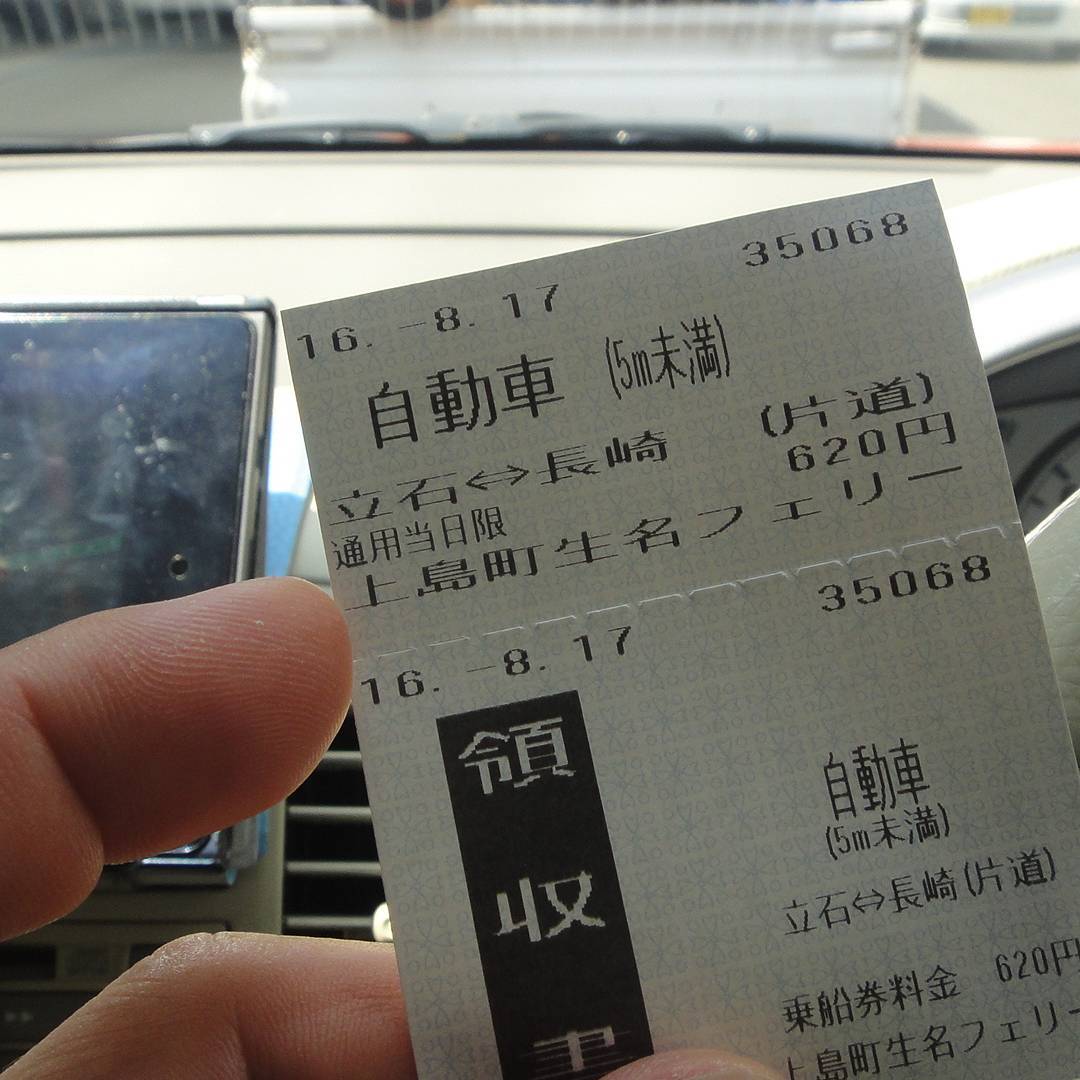 35068
16. -8. 17
自動車 (5m未満)
立石⇔長崎 (片道)
620円
通用当日限
上島町生名フェリー
35068
16. -8. 17
領収書
自動車
(5m未満)
立石⇔長崎(片道)
乗船券料金 620円
上島町生名フェリー